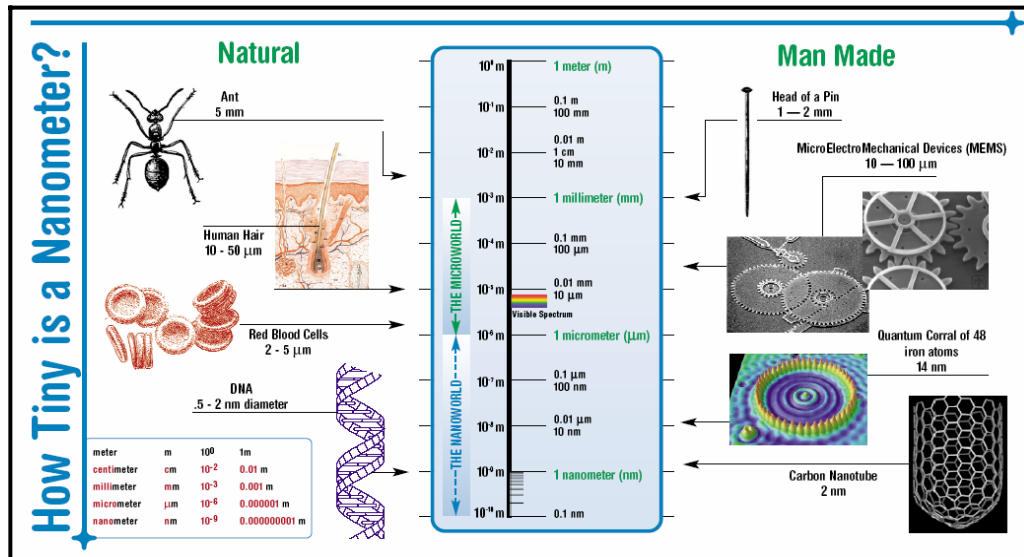 How Tiny is a Nanometer?
Natural
Ant
5 mm
Human Hair
10 - 50 μm
Red Blood Cells
2 - 5 μm
DNA
.5 - 2 nm diameter
meter m 10⁰ 1m
centimeter cm 10⁻² 0.01 m
millimeter mm 10⁻³ 0.001 m
micrometer μm 10⁻⁶ 0.000001 m
nanometer nm 10⁻⁹ 0.000000001 m
THE MICROWORLD
THE NANOWORLD
10⁰ m 1 meter (m)
10⁻¹ m 0.1 m
100 mm
0.01 m
10⁻² m 1 cm
10 mm
10⁻³ m 1 millimeter (mm)
10⁻⁴ m 0.1 mm
100 μm
10⁻⁵ m 0.01 mm
10 μm
Visible Spectrum
10⁻⁶ m 1 micrometer (μm)
10⁻⁷ m 0.1 μm
100 nm
10⁻⁸ m 0.01 μm
10 nm
10⁻⁹ m 1 nanometer (nm)
10⁻¹⁰ m 0.1 nm
Man Made
Head of a Pin
1 — 2 mm
MicroElectroMechanical Devices (MEMS)
10 — 100 μm
Quantum Corral of 48
iron atoms
14 nm
Carbon Nanotube
2 nm